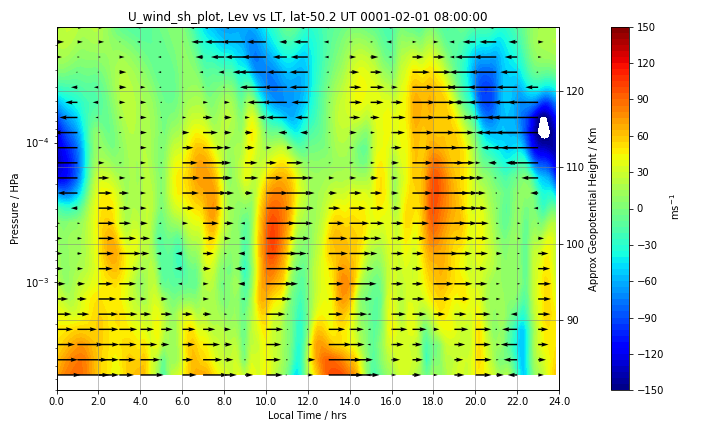 U_wind_sh_plot, Lev vs LT, lat-50.2 UT 0001-02-01 08:00:00
Pressure / HPa
10⁻⁴
10⁻³
0.0 2.0 4.0 6.0 8.0 10.0 12.0 14.0 16.0 18.0 20.0 22.0 24.0
Local Time / hrs
120
110
100
90
Approx Geopotential Height / Km
150
120
90
60
30
0
−30
−60
−90
−120
−150
ms⁻¹